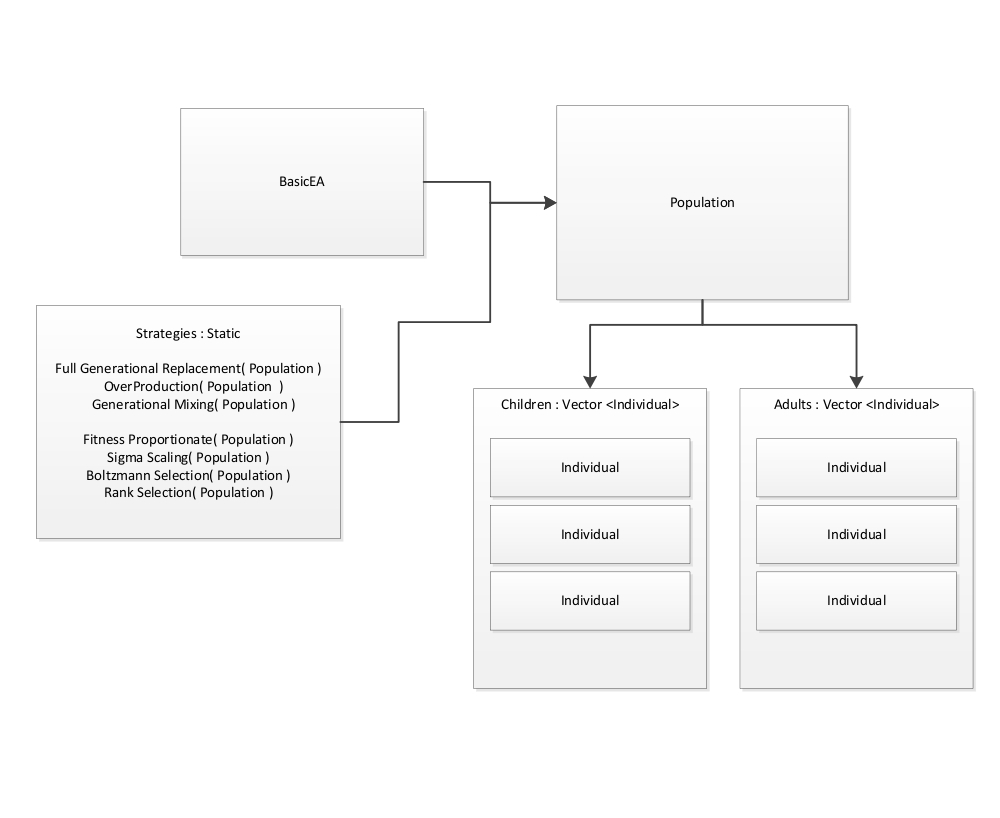 BasicEA
Population
Strategies : Static
Full Generational Replacement( Population )
OverProduction( Population  )
Generational Mixing( Population )
Fitness Proportionate( Population )
Sigma Scaling( Population )
Boltzmann Selection( Population )
Rank Selection( Population )
Children : Vector <Individual>
Individual
Individual
Individual
Adults : Vector <Individual>
Individual
Individual
Individual